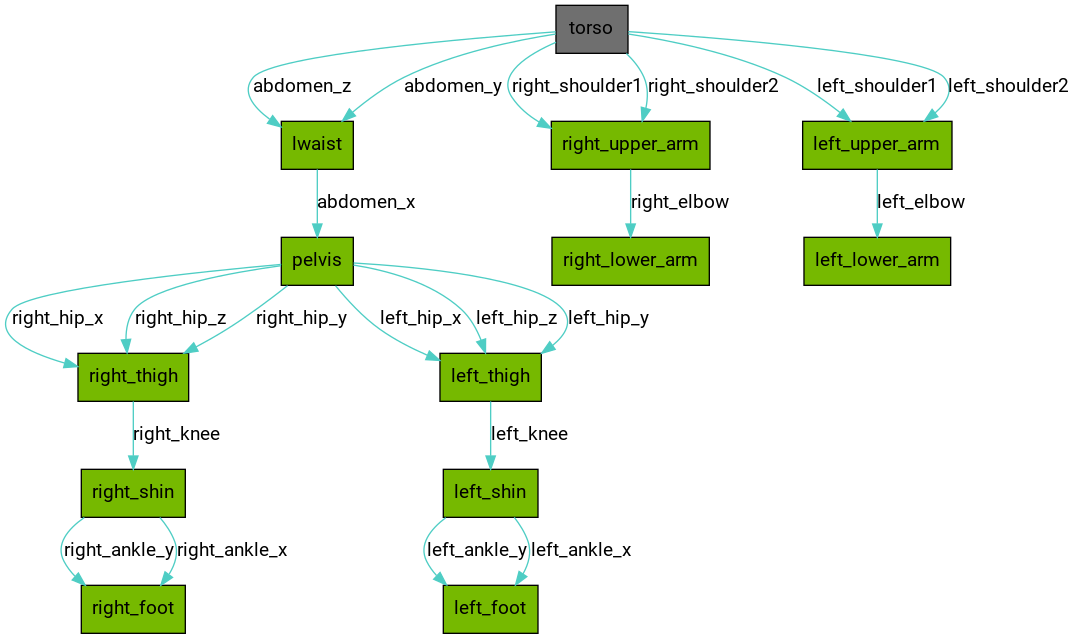 torso
abdomen_z
abdomen_y
right_shoulder1
right_shoulder2
left_shoulder1
left_shoulder2
lwaist
right_upper_arm
left_upper_arm
abdomen_x
right_elbow
left_elbow
pelvis
right_lower_arm
left_lower_arm
right_hip_x
right_hip_z
right_hip_y
left_hip_x
left_hip_z
left_hip_y
right_thigh
left_thigh
right_knee
left_knee
right_shin
left_shin
right_ankle_y
right_ankle_x
left_ankle_y
left_ankle_x
right_foot
left_foot